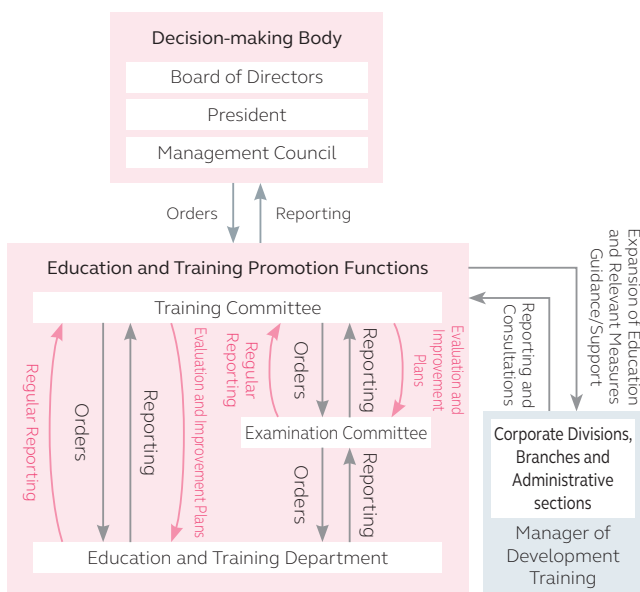 Decision-making Body
Board of Directors
President
Management Council
Orders
Reporting
Education and Training Promotion Functions
Training Committee
Regular Reporting
Orders
Reporting
Evaluation and Improvement Plans
Regular
Reporting
Orders
Reporting
Evaluation and
Improvement
Plans
Examination Committee
Orders
Reporting
Education and Training Department
Reporting and
Consultations
Expansion of Education
and Relevant Measures
Guidance/Support
Corporate Divisions,
Branches and
Administrative
sections
Manager of
Development
Training